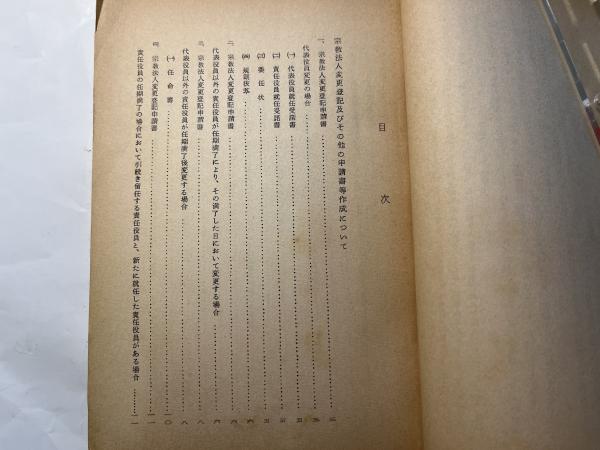 目次
宗教法人変更登記及びその他の申請書等作成について
一、宗教法人変更登記申請書
代表役員変更の場合
㈠ 代表役員就任受諾書
㈡ 責任役員就任受諾書
㈢ 委任状
㈣ 規則抜萃
二、宗教法人変更登記申請書
代表役員以外の責任役員が任期満了により、その満了した日において変更する場合
三、宗教法人変更登記申請書
代表役員以外の責任役員が任期満了後変更する場合
㈠ 任命書 一〇
四、宗教法人変更登記申請書 一一
責任役員の任期満了の場合において引続き留任する責任役員と、新たに就任した責任役員がある場合 一一